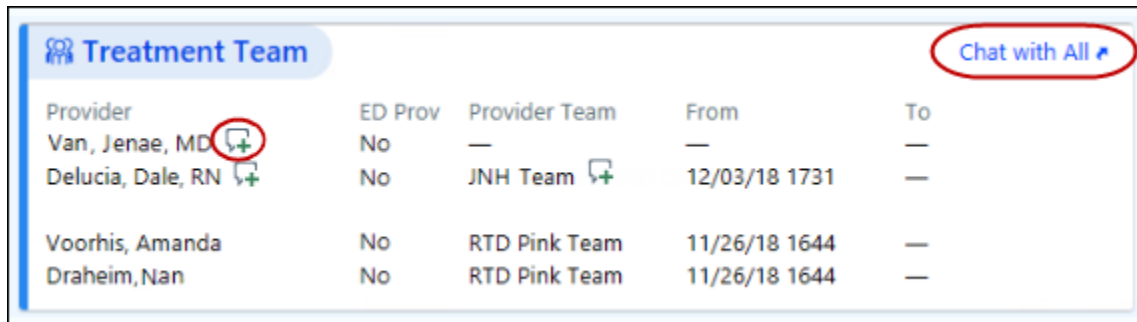 Treatment Team Chat with All
Provider ED Prov Provider Team From To
Van, Jenae, MD No — — —
Delucia, Dale, RN No JNH Team 12/03/18 1731 —
Voorhis, Amanda No RTD Pink Team 11/26/18 1644 —
Draheim,Nan No RTD Pink Team 11/26/18 1644 —